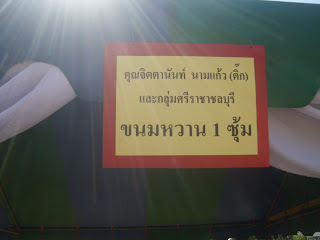 คุณจิตตานันท์ นามแก้ว (ติ๊ก)
และกลุ่มศรีราชาชลบุรี
ขนมหวาน 1 ซุ้ม